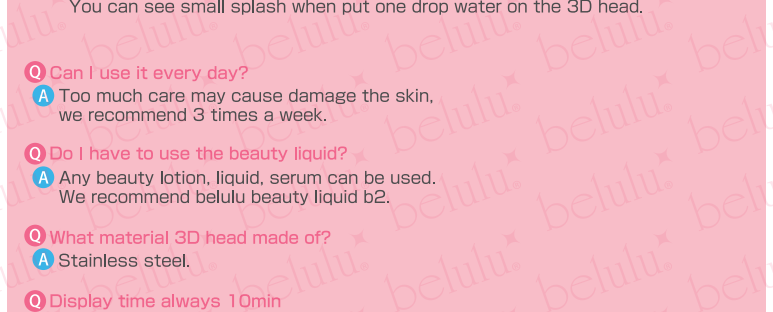 You can see small splash when put one drop water on the 3D head.
Q Can I use it every day?
A Too much care may cause damage the skin,
we recommend 3 times a week.
Q Do I have to use the beauty liquid?
A Any beauty lotion, liquid, serum can be used.
We recommend belulu beauty liquid b2.
Q What material 3D head made of?
A Stainless steel.
Q Display time always 10min